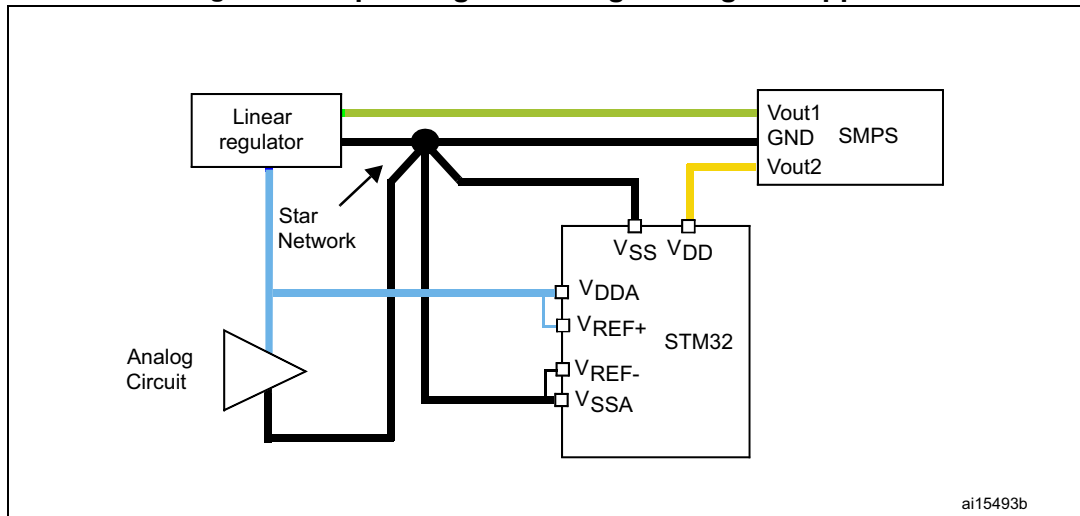 Linear
regulator
Vout1
GND
SMPS
Vout2
Star
Network
VSS VDD
VDDA
VREF+
STM32
VREF-
VSSA
Analog
Circuit
ai15493b